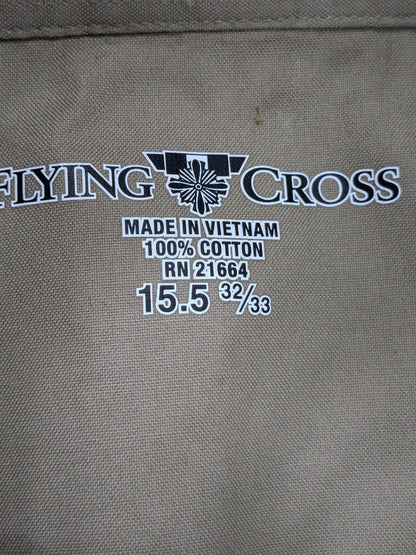 FLYING CROSS
MADE IN VIETNAM
100% COTTON
RN 21664
15.5 32/33